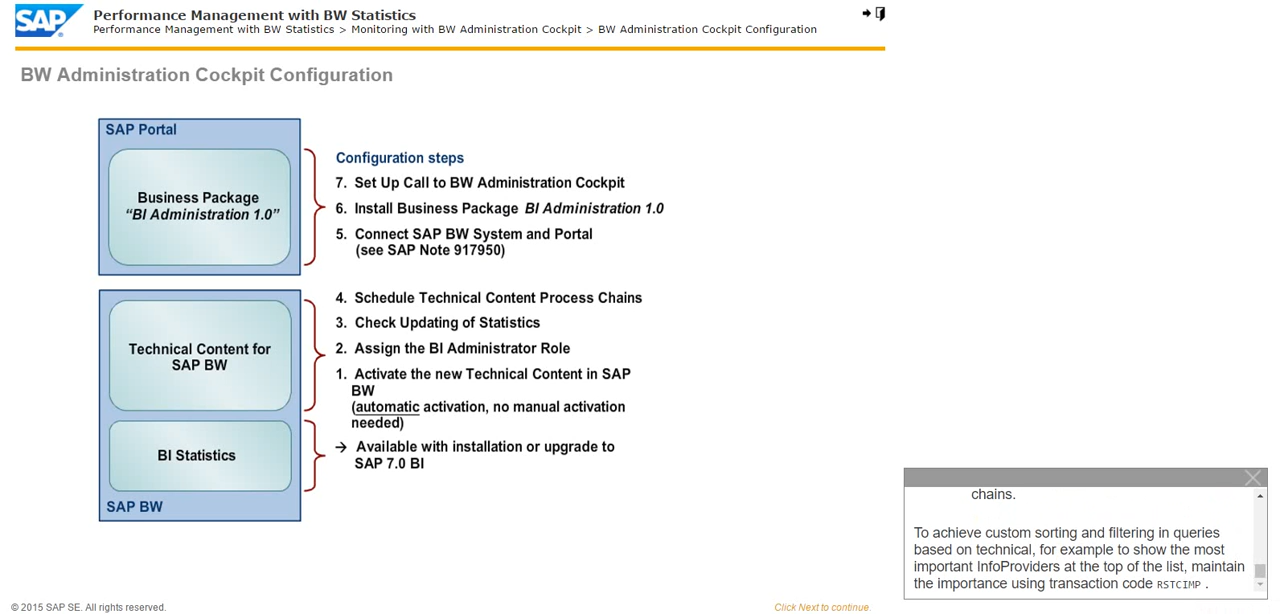 SAP
Performance Management with BW Statistics
Performance Management with BW Statistics > Monitoring with BW Administration Cockpit > BW Administration Cockpit Configuration
BW Administration Cockpit Configuration
SAP Portal
Business Package
“BI Administration 1.0”
Configuration steps
7. Set Up Call to BW Administration Cockpit
6. Install Business Package BI Administration 1.0
5. Connect SAP BW System and Portal
(see SAP Note 917950)
Technical Content for
SAP BW
4. Schedule Technical Content Process Chains
3. Check Updating of Statistics
2. Assign the BI Administrator Role
1. Activate the new Technical Content in SAP
BW
(automatic activation, no manual activation
needed)
BI Statistics
→ Available with installation or upgrade to
SAP 7.0 BI
SAP BW
chains.
To achieve custom sorting and filtering in queries
based on technical, for example to show the most
important InfoProviders at the top of the list, maintain
the importance using transaction code RSTCIMP .
© 2015 SAP SE. All rights reserved.
Click Next to continue.